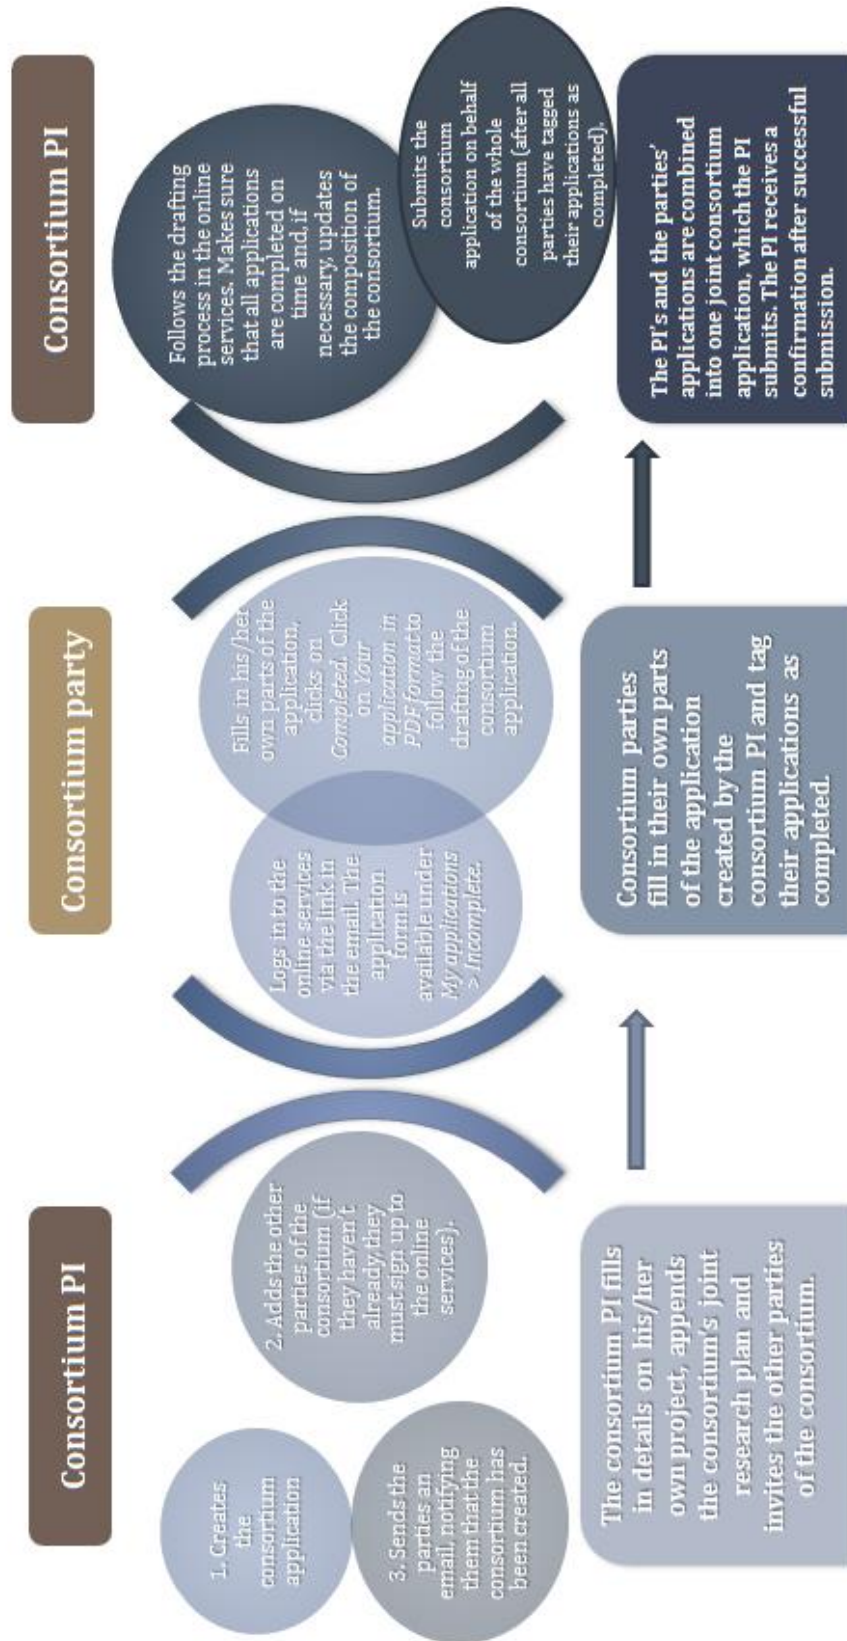 Consortium PI
1. Creates
the
consortium
application
2. Adds the other
parties of the
consortium (if
they haven't
already, they
must sign up to
the online
services).
3. Sends the
parties an
email, notifying
them that the
consortium has
been created.
The consortium PI fills
in details on his/her
own project, appends
the consortium's joint
research plan and
invites the other parties
of the consortium.
Consortium party
Logs in to the
online services
via the link in
the email. The
application
form is
available under
My applications
> Incomplete.
Fills in his/her
own parts of the
application,
clicks on
Completed. Click
on Your
application in
PDF format to
follow the
drafting of the
consortium
application.
Consortium parties
fill in their own parts
of the application
created by the
consortium PI and tag
their applications as
completed.
Consortium PI
Follows the drafting
process in the online
services. Makes sure
that all applications
are completed on
time and, if
necessary, updates
the composition of
the consortium.
Submits the
consortium
application on behalf
of the whole
consortium (after all
parties have tagged
their applications as
completed).
The PI's and the parties'
applications are combined
into one joint consortium
application, which the PI
submits. The PI receives a
confirmation after successful
submission.